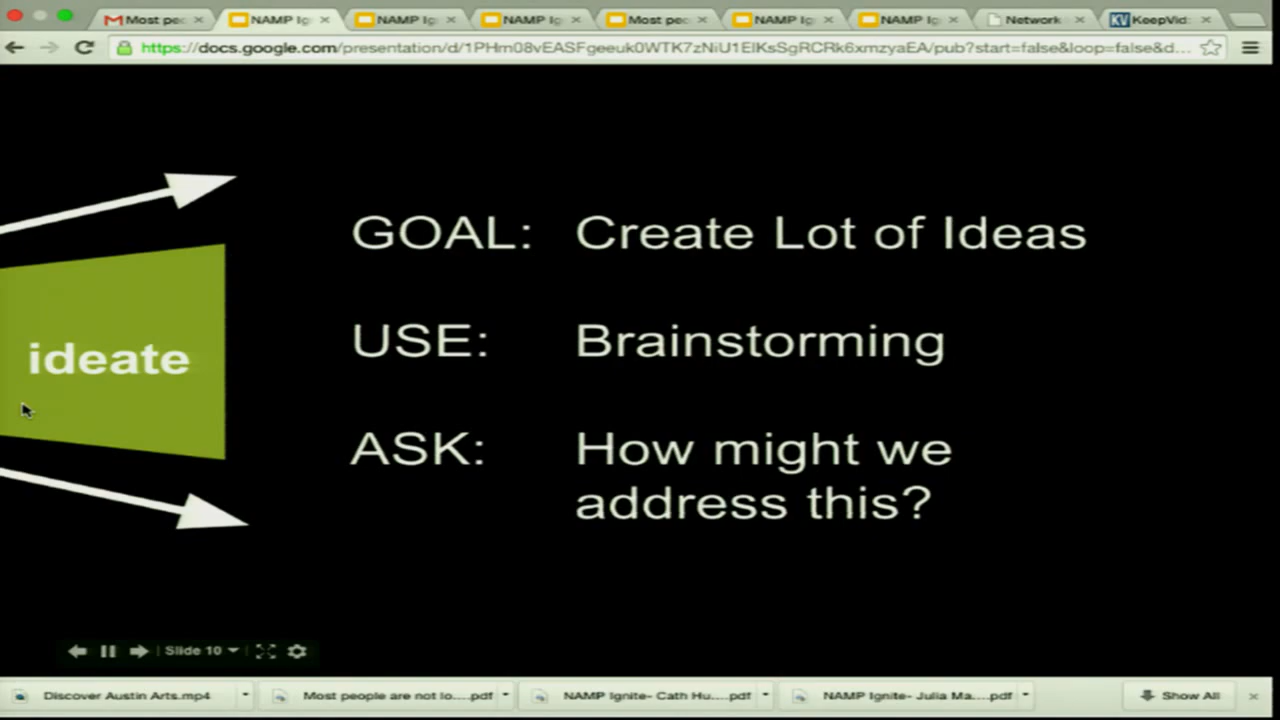 Most pec
NAMP Ig
NAMP Ig
NAMP Ig
Most pec
NAMP Ig
NAMP Ig
Network
KV KeepVid:
https://docs.google.com/presentation/d/1PHm08vEASFgeeuk0WTK7zNiU1ElKsSgRCRk6xmzyaEA/pub?start=false&loop=false&d...
GOAL: Create Lot of Ideas
USE: Brainstorming
ideate
ASK: How might we
address this?
Slide 10
Discover Austin Arts.mp4
Most people are not lo....pdf
NAMP Ignite- Cath Hu....pdf
NAMP Ignite- Julia Ma....pdf
Show All